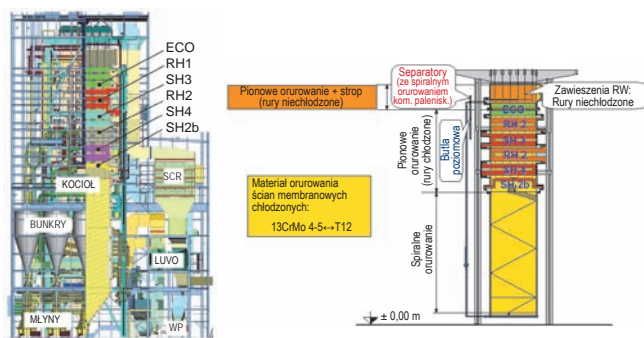 ECO
RH1
SH3
RH2
SH4
SH2b
KOCIOŁ
SCR
BUNKRY
LUVO
MŁYNY
WP
Pionowe orurowanie + strop
(rury niechłodzone)
Separatory
(ze spiralnym
orurowaniem
kom. palenisk.)
Zawieszenia RW:
Rury niechłodzone
Materiał orurowania
ścian membranowych
chłodzonych:
13CrMo 4-5↔T12
Pionowe orurowanie
(rury chłodzone)
Butla
pozioma
Spiralne
orurowanie
ECO
RH 2
SH 3
RH 2
SH 4
SH 2b
± 0,00 m